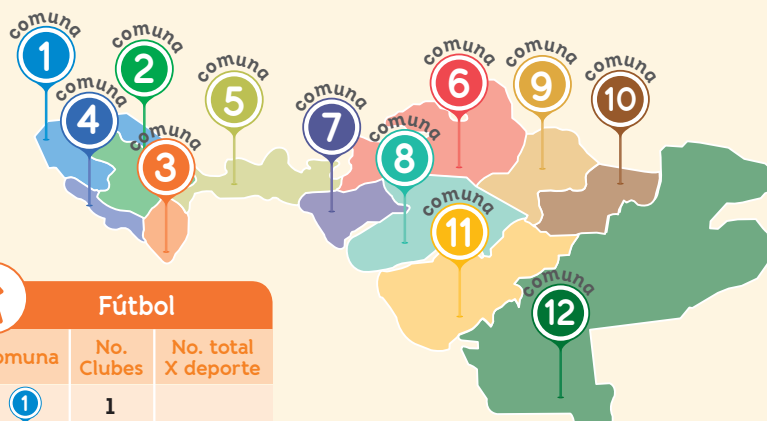 comuna
1
comuna
2
comuna
4
comuna
3
comuna
5
comuna
7
comuna
8
comuna
6
comuna
9
comuna
10
comuna
11
comuna
12
Fútbol
omuna
No. Clubes
No. total X deporte
1
1